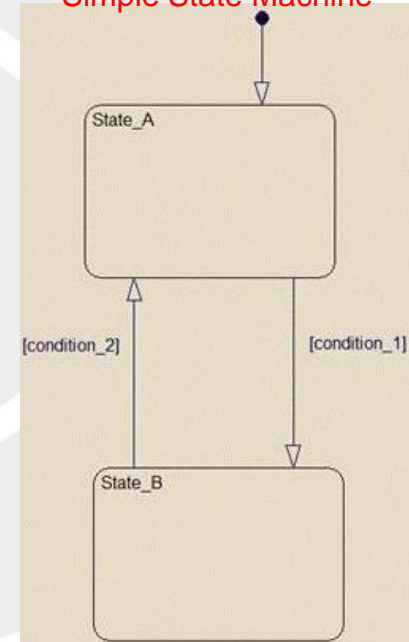 Simple State Machine
State_A
[condition_2]
[condition_1]
State_B